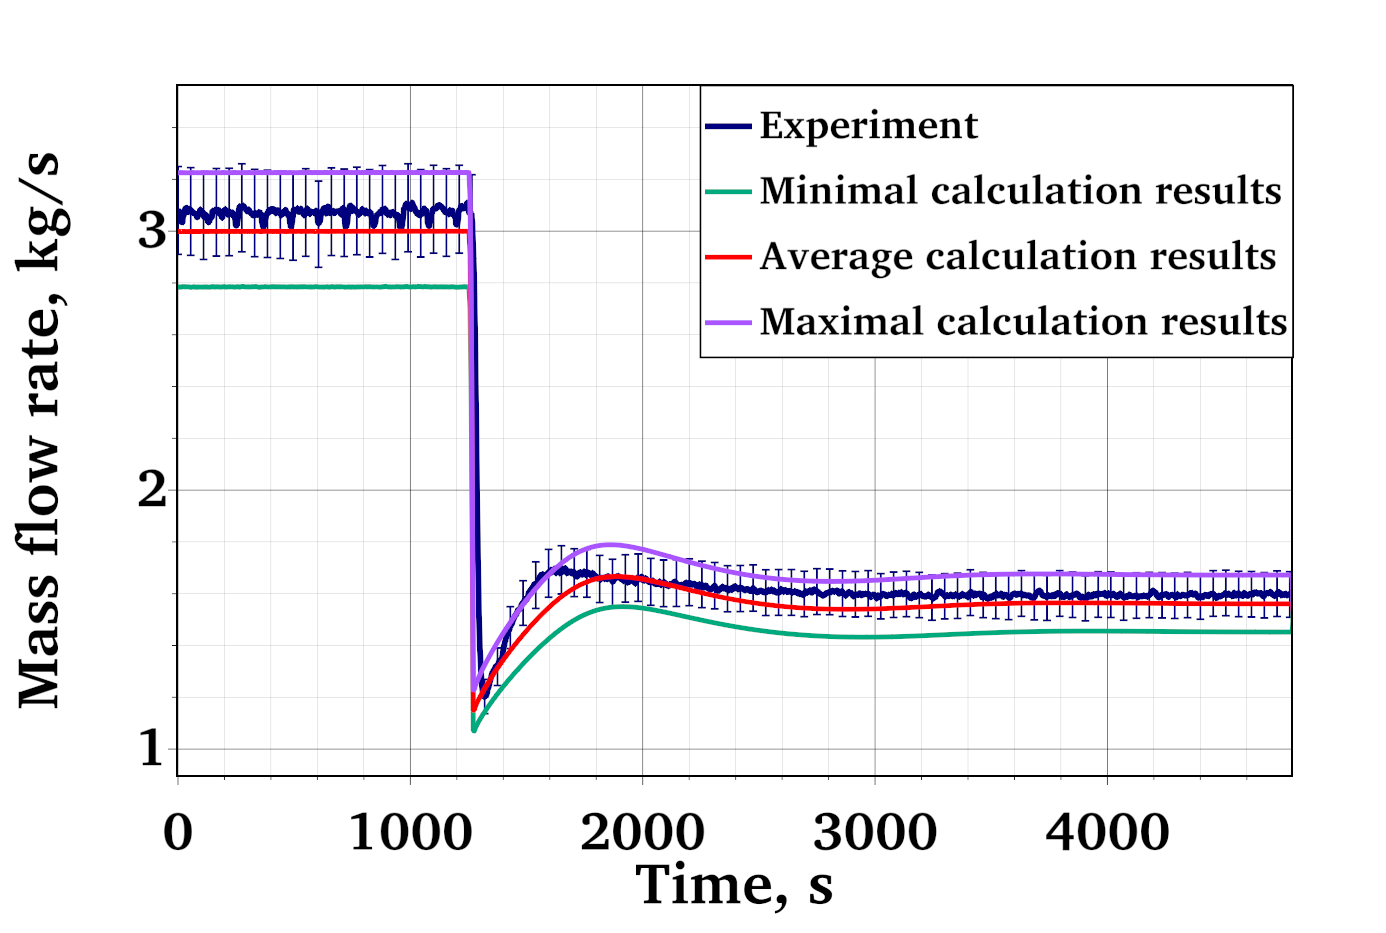 Mass flow rate, kg/s
Experiment
Minimal calculation results
Average calculation results
Maximal calculation results
3
2
1
0 1000 2000 3000 4000
Time, s